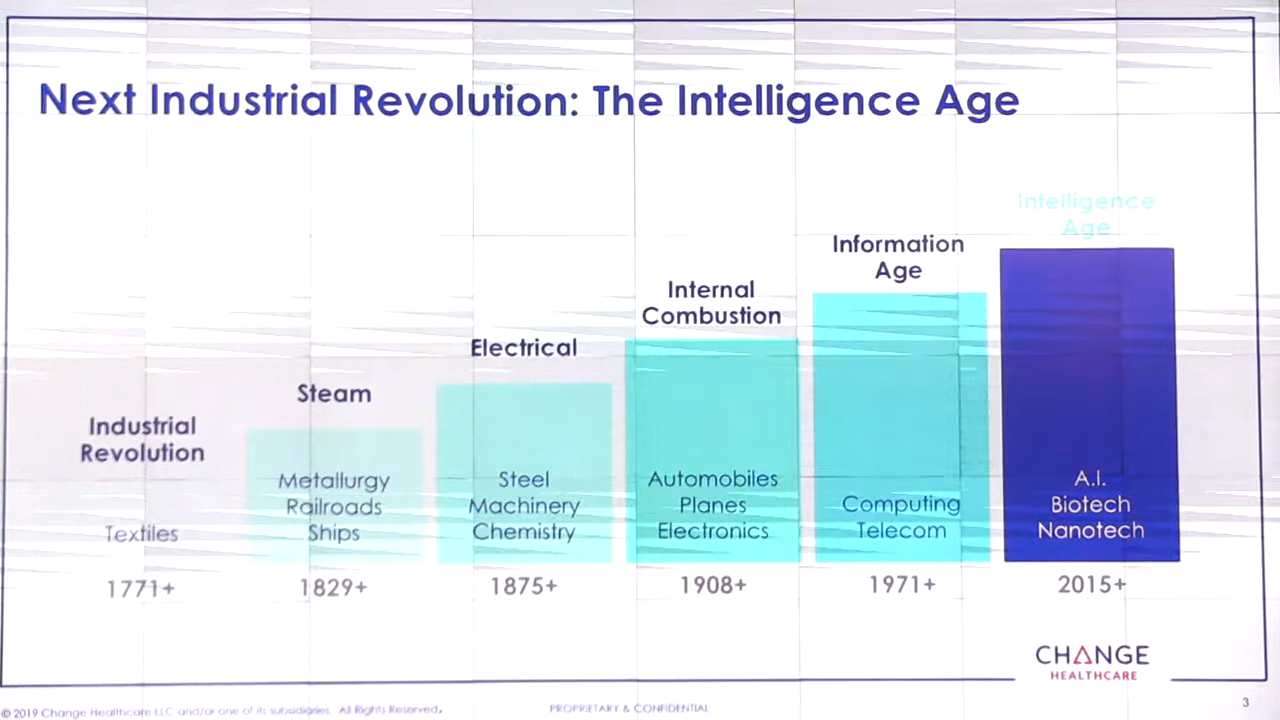 Next Industrial Revolution: The Intelligence Age
Intelligence
Age
Information
Age
Internal
Combustion
Electrical
Steam
Industrial
Revolution
Textiles
Metallurgy
Railroads
Ships
Steel
Machinery
Chemistry
Automobiles
Planes
Electronics
Computing
Telecom
A.I.
Biotech
Nanotech
1771+
1829+
1875+
1908+
1971+
2015+
CHANGE
HEALTHCARE
© 2019 Change Healthcare LLC and/or one of its subsidiaries. All Rights Reserved.
PROPRIETARY & CONFIDENTIAL
3